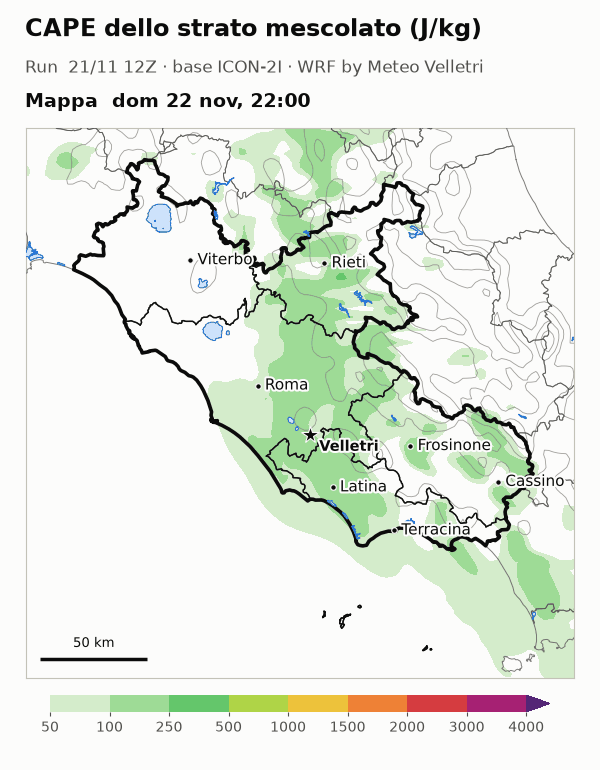 CAPE dello strato mescolato (J/kg)
Run  21/11 12Z · base ICON-2I · WRF by Meteo Velletri
Mappa  dom 22 nov, 22:00
Viterbo
Rieti
Roma
Velletri
Frosinone
Latina
Cassino
Terracina
50 km
50 100 250 500 1000 1500 2000 3000 4000